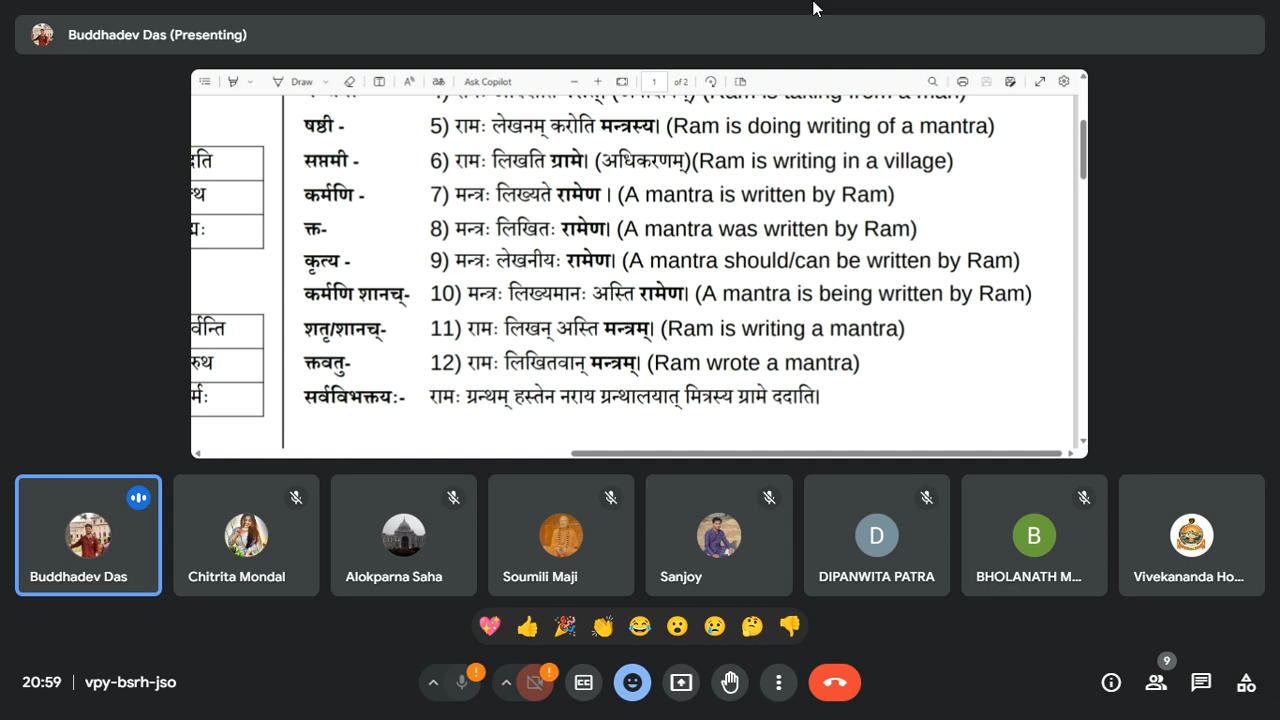 Buddhadev Das (Presenting)
Draw
Ask Copilot
1 of 2
षष्ठी - 5) रामः लेखनम् करोति मन्त्रस्य। (Ram is doing writing of a mantra)
सप्तमी - 6) रामः लिखति ग्रामे। (अधिकरणम्)(Ram is writing in a village)
कर्मणि - 7) मन्त्रः लिख्यते रामेण । (A mantra is written by Ram)
क्त- 8) मन्त्रः लिखितः रामेण। (A mantra was written by Ram)
कृत्य - 9) मन्त्रः लेखनीयः रामेण। (A mantra should/can be written by Ram)
कर्मणि शानच्- 10) मन्त्रः लिख्यमानः अस्ति रामेण। (A mantra is being written by Ram)
शतृ/शानच्- 11) रामः लिखन् अस्ति मन्त्रम्। (Ram is writing a mantra)
क्तवतु- 12) रामः लिखितवान् मन्त्रम्। (Ram wrote a mantra)
सर्वविभक्तयः- रामः ग्रन्थम् हस्तेन नराय ग्रन्थालयात् मित्रस्य ग्रामे ददाति।
Buddhadev Das
Chitrita Mondal
Alokparna Saha
Soumili Maji
Sanjoy
D
DIPANWITA PATRA
B
BHOLANATH M...
Vivekananda Ho...
9
20:59 | vpy-bsrh-jso